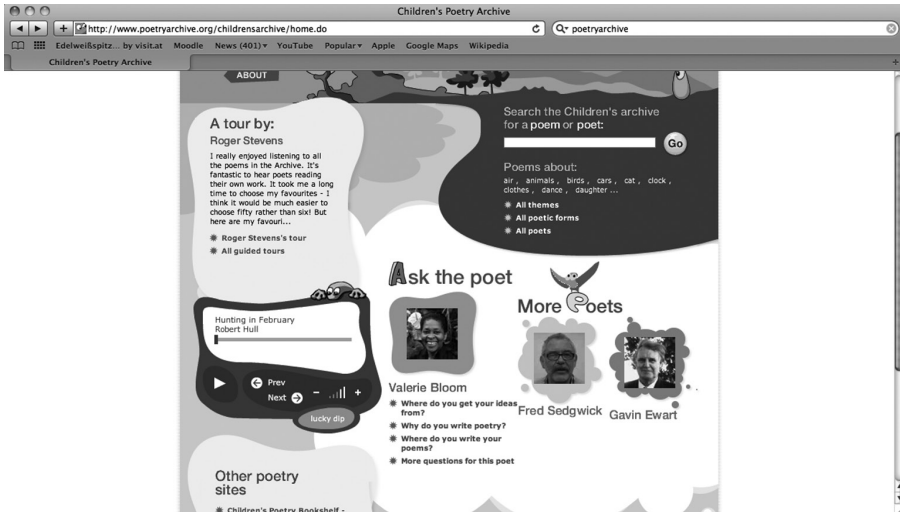 Children's Poetry Archive
http://www.poetryarchive.org/childrensarchive/home.do
poetryarchive
Edelweißspitz... by visit.at Moodle News (401) YouTube Popular Apple Google Maps Wikipedia
Children's Poetry Archive
ABOUT
A tour by:
Roger Stevens
I really enjoyed listening to all
the poems in the Archive. It's
fantastic to hear poets reading
their own work. It took me a long
time to choose my favourites - I
think it would be much easier to
choose fifty rather than six! But
here are my favouri...
Roger Stevens's tour
All guided tours
Search the Children's archive
for a poem or poet:
Go
Poems about:
air , animals , birds , cars , cat , clock ,
clothes , dance , daughter ...
All themes
All poetic forms
All poets
Hunting in February
Robert Hull
Prev
Next
lucky dip
Ask the poet
Valerie Bloom
Where do you get your ideas
from?
Why do you write poetry?
Where do you write your
poems?
More questions for this poet
More Poets
Fred Sedgwick
Gavin Ewart
Other poetry
sites
Children's Poetry Bookshelf -